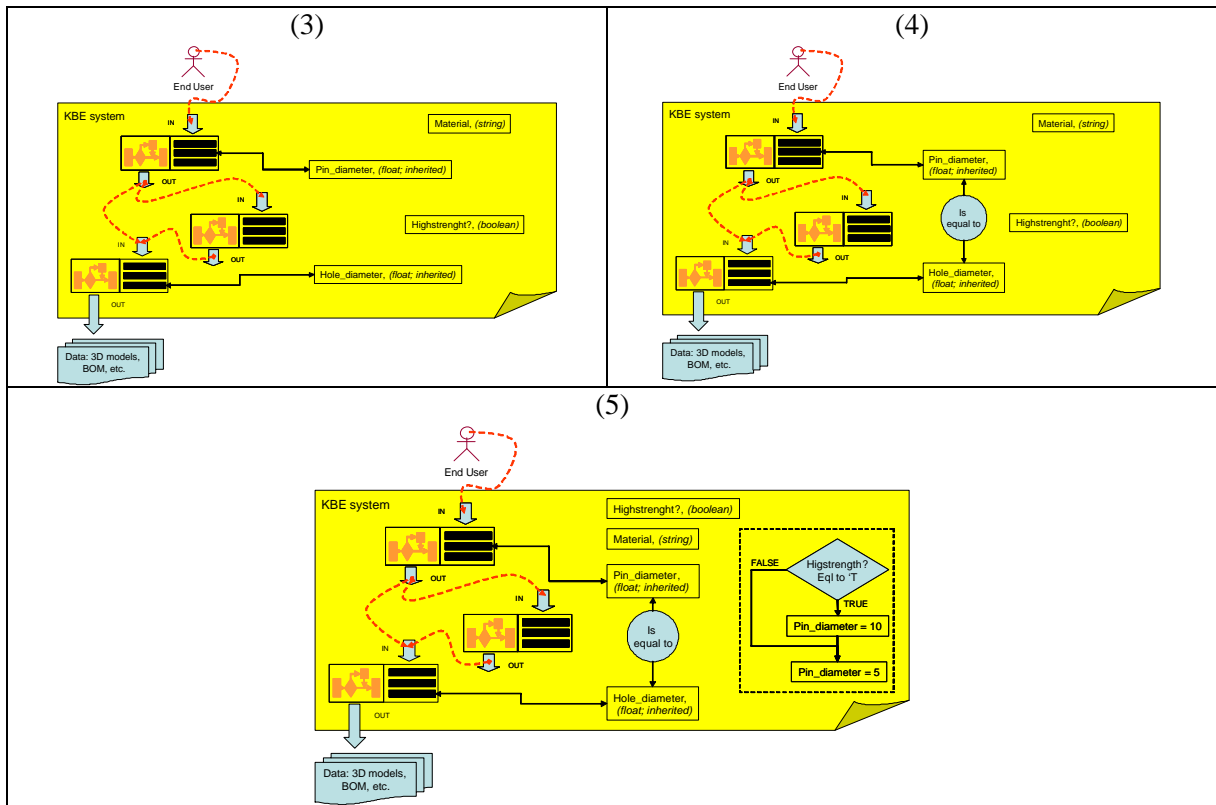 (3)
End User
KBE system
IN
Material, (string)
Pin_diameter, (float; inherited)
OUT
IN
Highstrenght?, (boolean)
IN
OUT
Hole_diameter, (float; inherited)
OUT
Data: 3D models,
BOM, etc.
(4)
End User
KBE system
IN
Material, (string)
Pin_diameter,
(float; inherited)
OUT
IN
Is
equal to
Highstrenght?, (boolean)
IN
OUT
Hole_diameter,
(float; inherited)
OUT
Data: 3D models,
BOM, etc.
(5)
End User
KBE system
IN
Highstrenght?, (boolean)
Material, (string)
Pin_diameter,
(float; inherited)
OUT
IN
Is
equal to
IN
OUT
Hole_diameter,
(float; inherited)
OUT
FALSE
Higstrength?
Eql to 'T
TRUE
Pin_diameter = 10
Pin_diameter = 5
Data: 3D models,
BOM, etc.